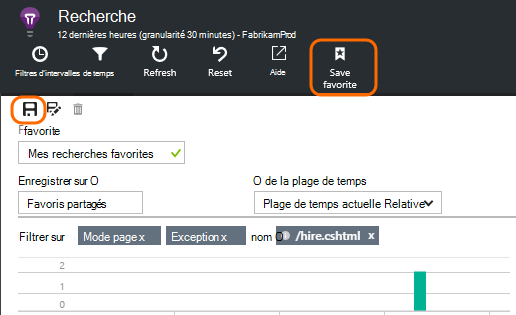 Recherche
12 dernières heures (granularité 30 minutes) - FabrikamProd
Filtres d'intervalles de temps Refresh Reset Aide Save
favorite
Ffavorite
Mes recherches favorites
Enregistrer sur O O de la plage de temps
Favoris partagés Plage de temps actuelle Relative
Filtrer sur Mode page x Exception x nom O /hire.cshtml x
2
1
0